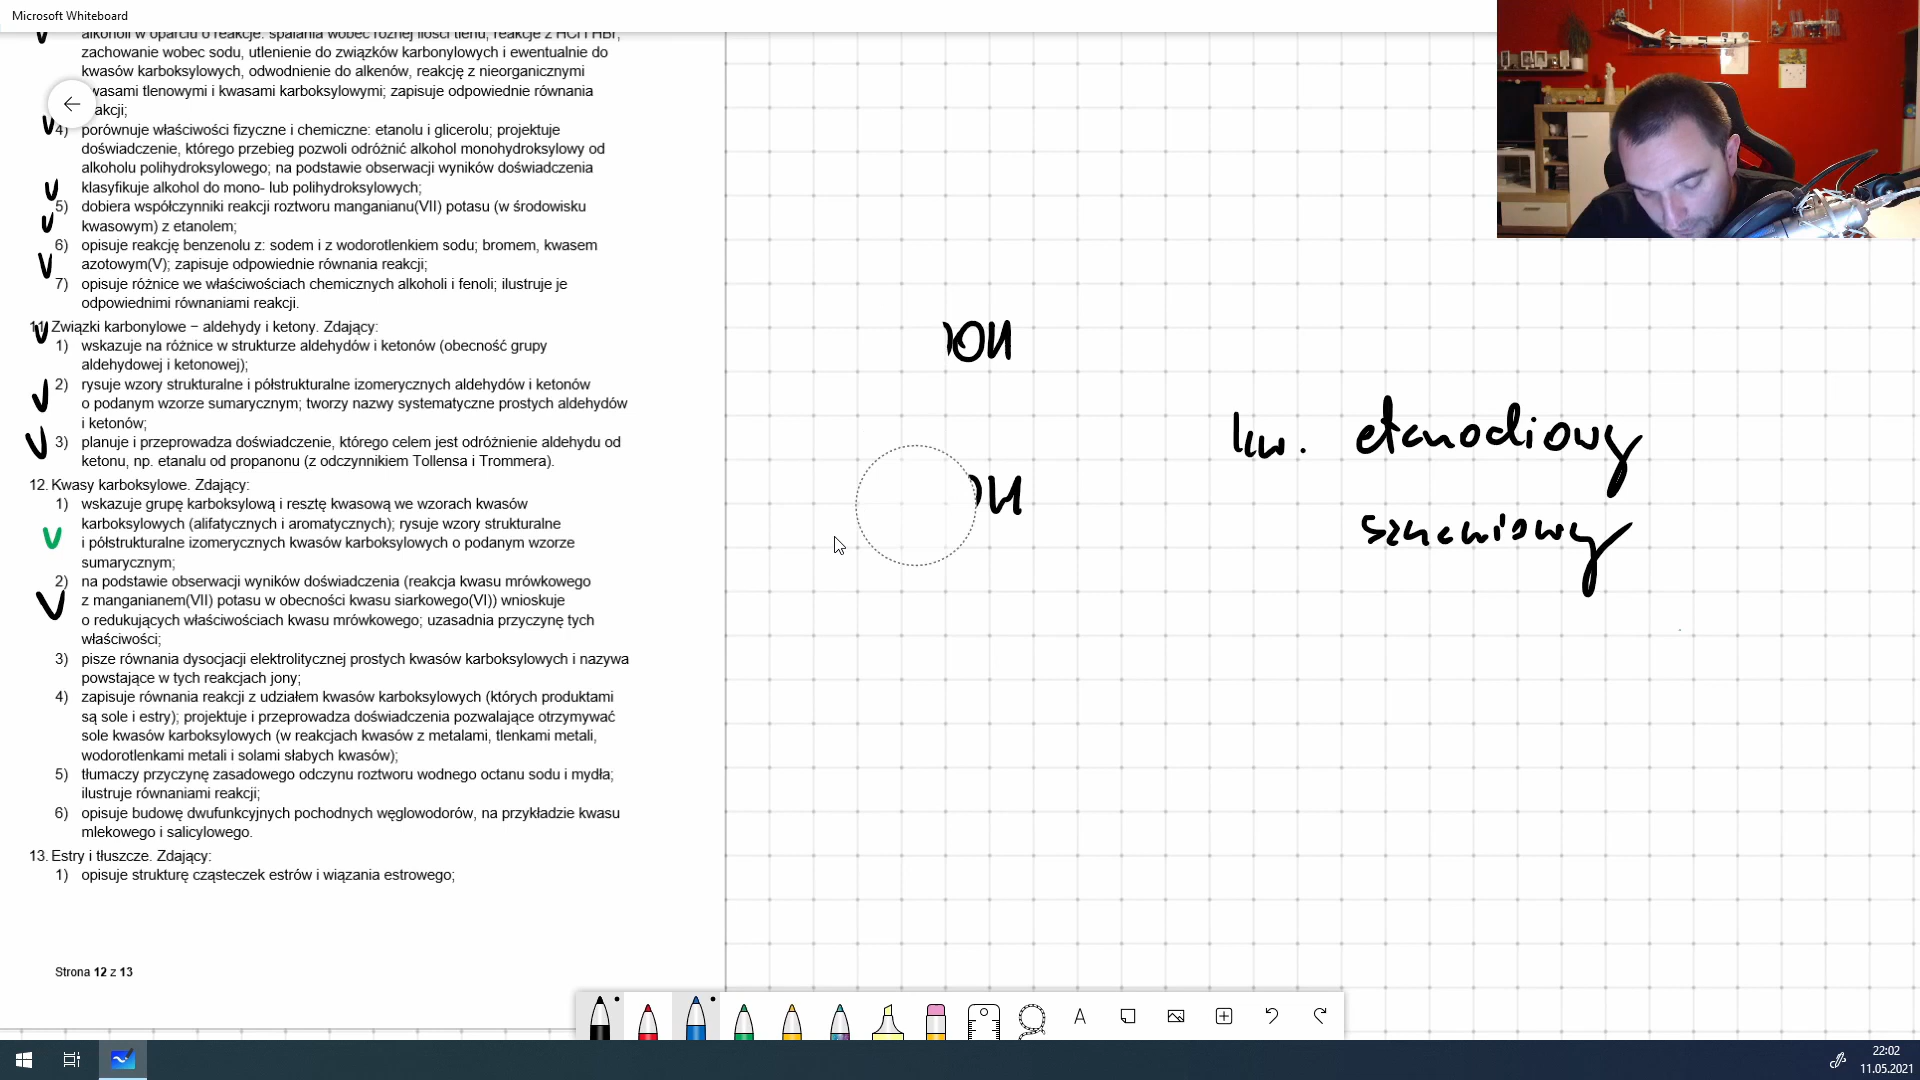 Microsoft Whiteboard
alkoholi w oparciu o reakcje: spalania wobec różnej ilości tlenu, reakcje z HCl i HBr,
zachowanie wobec sodu, utlenienie do związków karbonylowych i ewentualnie do
kwasów karboksylowych, odwodnienie do alkenów, reakcję z nieorganicznymi
kwasami tlenowymi i kwasami karboksylowymi; zapisuje odpowiednie równania
reakcji;
4) porównuje właściwości fizyczne i chemiczne: etanolu i glicerolu; projektuje
doświadczenie, którego przebieg pozwoli odróżnić alkohol monohydroksylowy od
alkoholu polihydroksylowego; na podstawie obserwacji wyników doświadczenia
klasyfikuje alkohol do mono- lub polihydroksylowych;
5) dobiera współczynniki reakcji roztworu manganianu(VII) potasu (w środowisku
kwasowym) z etanolem;
6) opisuje reakcję benzenolu z: sodem i z wodorotlenkiem sodu; bromem, kwasem
azotowym(V); zapisuje odpowiednie równania reakcji;
7) opisuje różnice we właściwościach chemicznych alkoholi i fenoli; ilustruje je
odpowiednimi równaniami reakcji.
11. Związki karbonylowe − aldehydy i ketony. Zdający:
1) wskazuje na różnice w strukturze aldehydów i ketonów (obecność grupy
aldehydowej i ketonowej);
2) rysuje wzory strukturalne i półstrukturalne izomerycznych aldehydów i ketonów
o podanym wzorze sumarycznym; tworzy nazwy systematyczne prostych aldehydów
i ketonów;
3) planuje i przeprowadza doświadczenie, którego celem jest odróżnienie aldehydu od
ketonu, np. etanalu od propanonu (z odczynnikiem Tollensa i Trommera).
12. Kwasy karboksylowe. Zdający:
1) wskazuje grupę karboksylową i resztę kwasową we wzorach kwasów
karboksylowych (alifatycznych i aromatycznych); rysuje wzory strukturalne
i półstrukturalne izomerycznych kwasów karboksylowych o podanym wzorze
sumarycznym;
2) na podstawie obserwacji wyników doświadczenia (reakcja kwasu mrówkowego
z manganianem(VII) potasu w obecności kwasu siarkowego(VI)) wnioskuje
o redukujących właściwościach kwasu mrówkowego; uzasadnia przyczynę tych
właściwości;
3) pisze równania dysocjacji elektrolitycznej prostych kwasów karboksylowych i nazywa
powstające w tych reakcjach jony;
4) zapisuje równania reakcji z udziałem kwasów karboksylowych (których produktami
są sole i estry); projektuje i przeprowadza doświadczenia pozwalające otrzymywać
sole kwasów karboksylowych (w reakcjach kwasów z metalami, tlenkami metali,
wodorotlenkami metali i solami słabych kwasów);
5) tłumaczy przyczynę zasadowego odczynu roztworu wodnego octanu sodu i mydła;
ilustruje równaniami reakcji;
6) opisuje budowę dwufunkcyjnych pochodnych węglowodorów, na przykładzie kwasu
mlekowego i salicylowego.
13. Estry i tłuszcze. Zdający:
1) opisuje strukturę cząsteczek estrów i wiązania estrowego;
Strona 12 z 13
OH
H
kw. etanodiowy
szczawiowy
A
22:02
11.05.2021